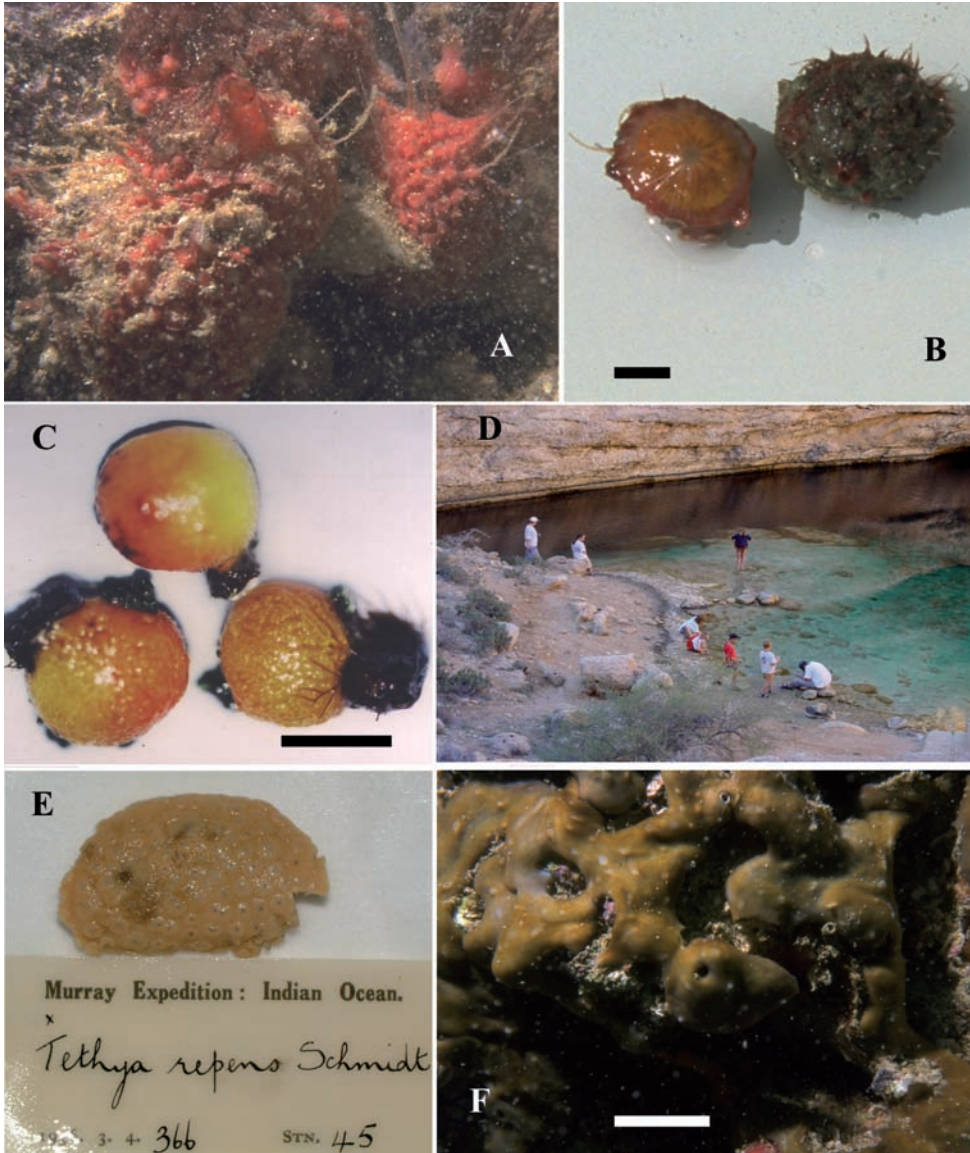 A
B
C
D
E
Murray Expedition: Indian Ocean.
x
Tethya repens Schmidt
3. 4. 366 STN. 45
F